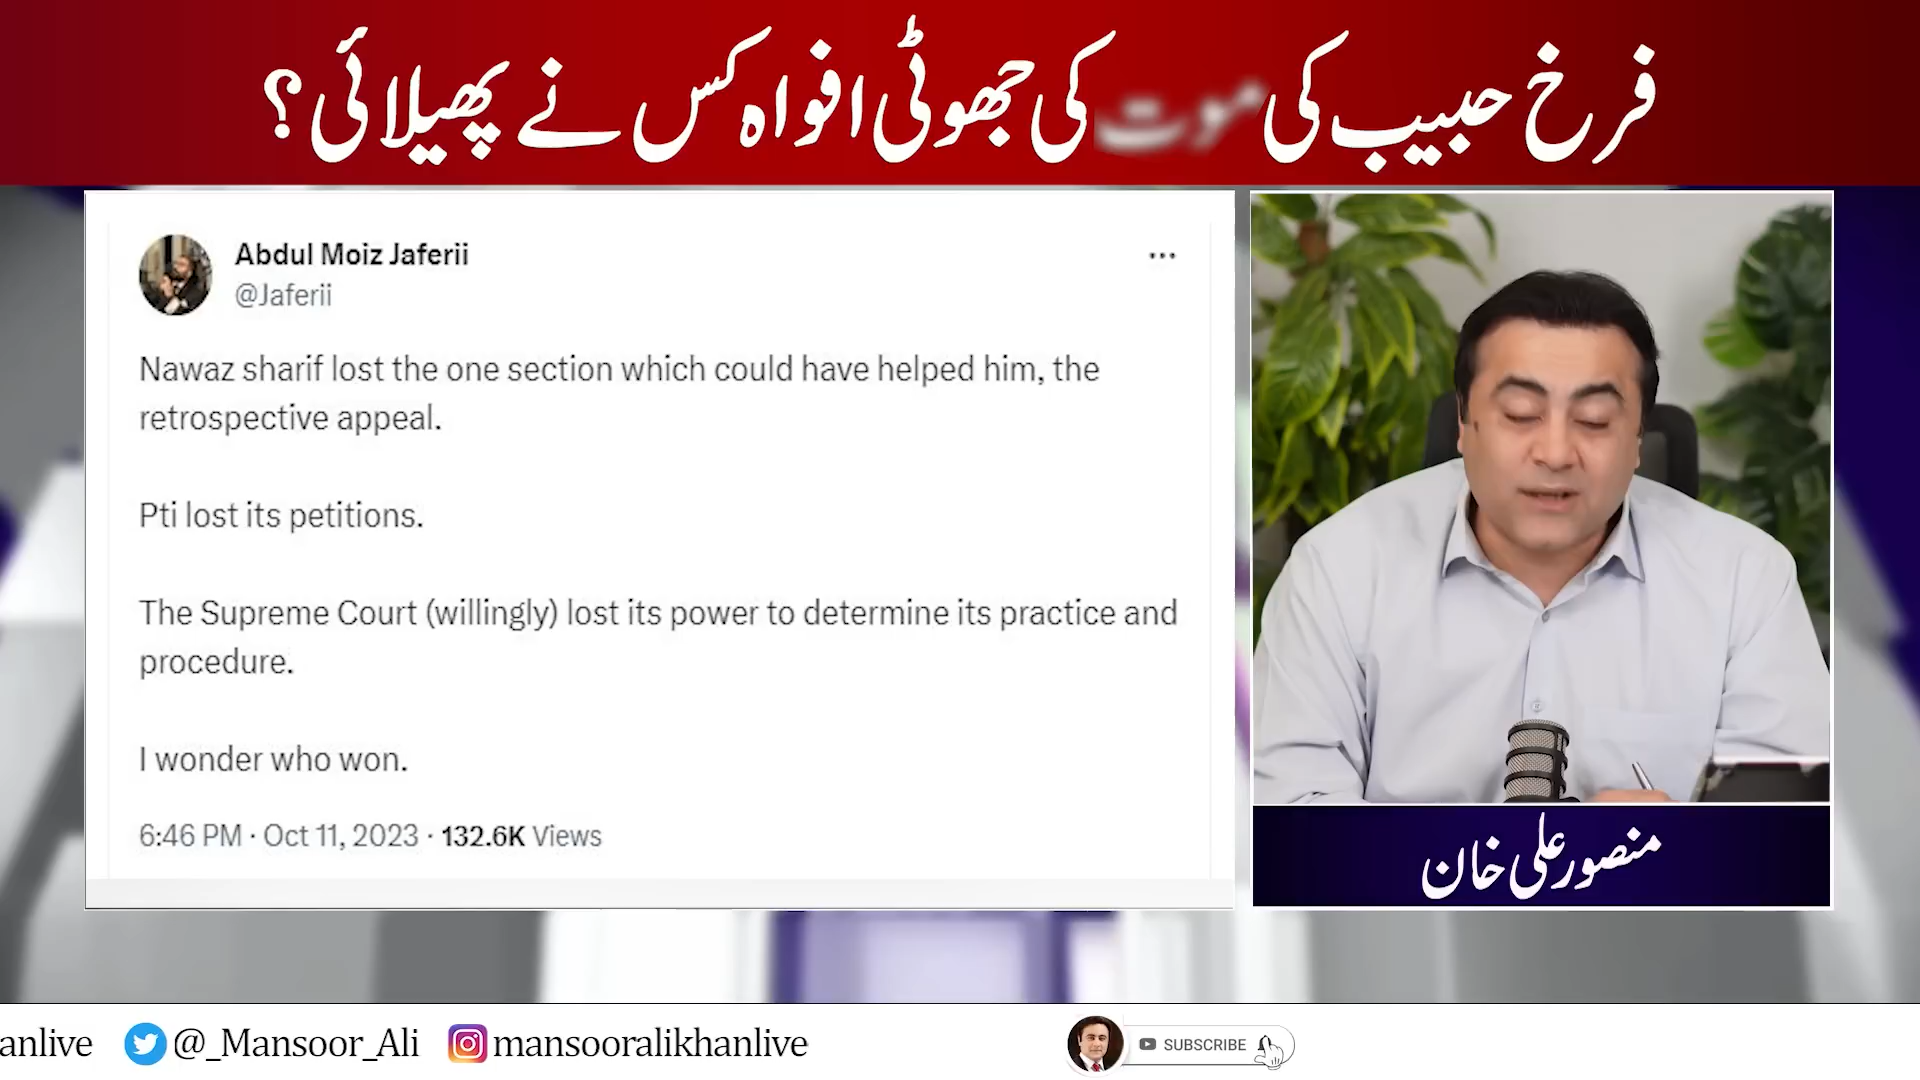 فرخ حبیب کی موت کی جھوٹی افواہ کس نے پھیلائی؟
Abdul Moiz Jaferii
@Jaferii
Nawaz sharif lost the one section which could have helped him, the
retrospective appeal.
Pti lost its petitions.
The Supreme Court (willingly) lost its power to determine its practice and
procedure.
I wonder who won.
6:46 PM · Oct 11, 2023 · 132.6K Views
منصور علی خان
anlive @_Mansoor_Ali mansooralikhanlive SUBSCRIBE